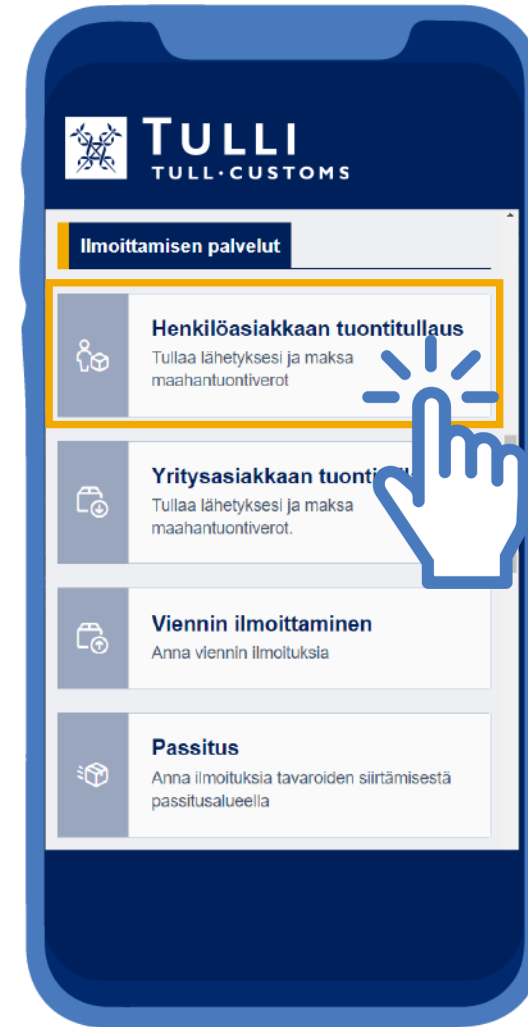 TULLI
TULL·CUSTOMS
Ilmoittamisen palvelut
Henkilöasiakkaan tuontitullaus
Tullaa lähetyksesi ja maksa
maahantuontiverot
Yritysasiakkaan
Tullaa lähetyksesi ja maksa
maahantuontiverot.
Viennin ilmoittaminen
Anna viennin ilmoituksia
Passitus
Anna ilmoituksia tavaroiden siirtämisestä
passitusalueella